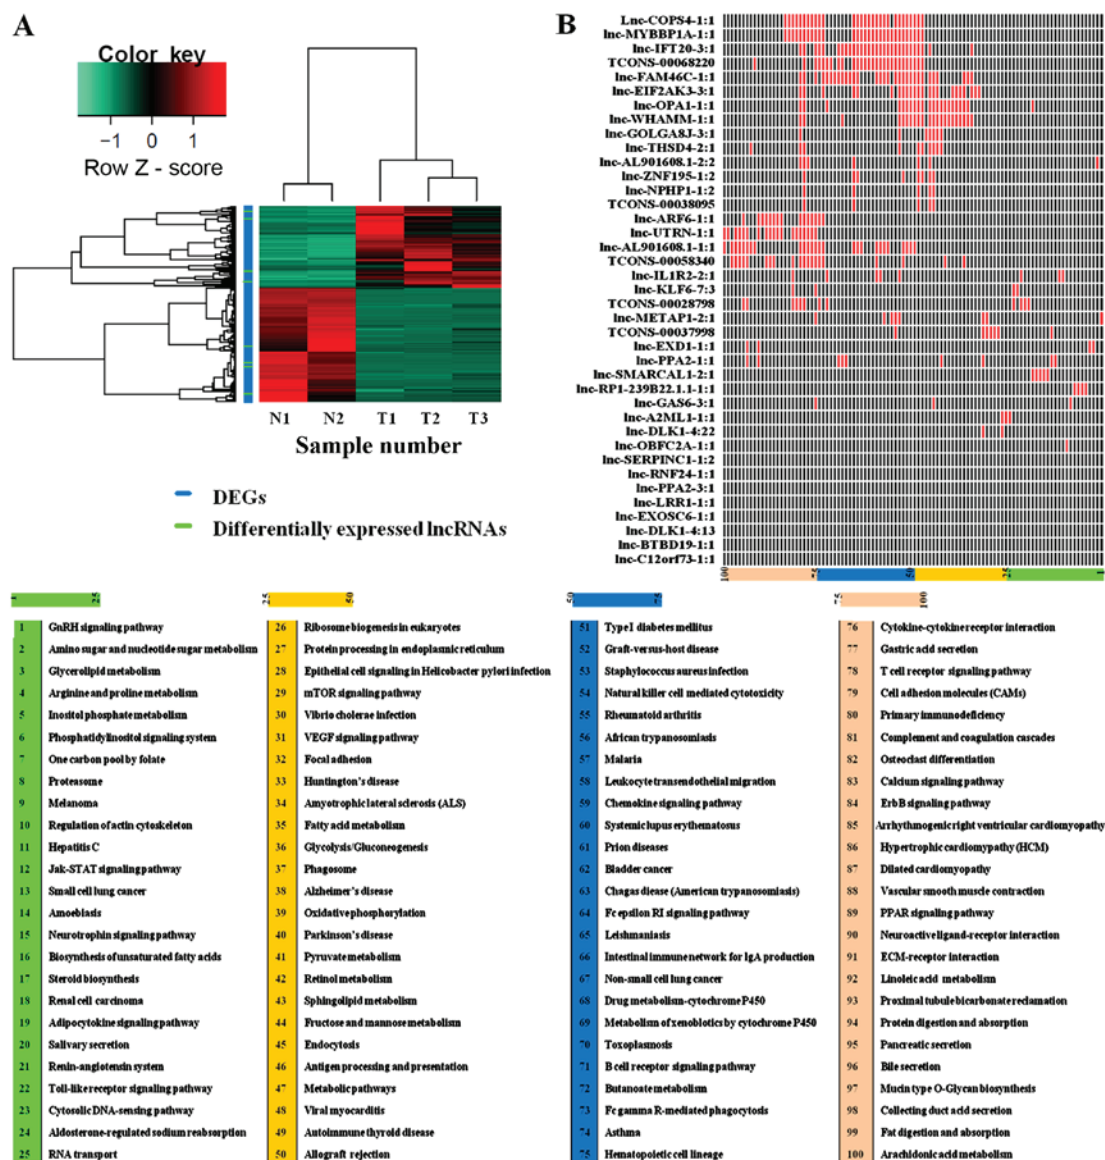 A
Color key
−1 0 1
Row Z - score
N1 N2 T1 T2 T3
Sample number
DEGs
Differentially expressed lncRNAs
B
Lnc-COPS4-1:1
lnc-MYBBP1A-1:1
lnc-IFT20-3:1
TCONS-00068220
lnc-FAM46C-1:1
lnc-EIF2AK3-3:1
lnc-OPA1-1:1
lnc-WHAMM-1:1
lnc-GOLGA8J-3:1
lnc-THSD4-2:1
lnc-AL901608.1-2:2
lnc-ZNF195-1:2
lnc-NPHP1-1:2
TCONS-00038095
lnc-ARF6-1:1
lnc-UTRN-1:1
lnc-AL901608.1-1:1
TCONS-00058340
lnc-IL1R2-2:1
lnc-KLF6-7:3
TCONS-00028798
lnc-METAP1-2:1
TCONS-00037998
lnc-EXD1-1:1
lnc-PPA2-1:1
lnc-SMARCAL1-2:1
lnc-RP1-239B22.1.1-1:1
lnc-GAS6-3:1
lnc-A2ML1-1:1
lnc-DLK1-4:22
lnc-OBFC2A-1:1
lnc-SERPINC1-1:2
lnc-RNF24-1:1
lnc-PPA2-3:1
lnc-LRR1-1:1
lnc-EXOSC6-1:1
lnc-DLK1-4:13
lnc-BTBD19-1:1
lnc-C12orf73-1:1
100 75 50 25 1
1 25
1 GnRH signaling pathway
2 Amino sugar and nucleotide sugar metabolism
3 Glycerolipid metabolism
4 Arginine and proline metabolism
5 Inositol phosphate metabolism
6 Phosphatidylinositol signaling system
7 One carbon pool by folate
8 Proteasome
9 Melanoma
10 Regulation of actin cytoskeleton
11 Hepatitis C
12 Jak-STAT signaling pathway
13 Small cell lung cancer
14 Amoebiasis
15 Neurotrophin signaling pathway
16 Biosynthesis of unsaturated fatty acids
17 Steroid biosynthesis
18 Renal cell carcinoma
19 Adipocytokine signaling pathway
20 Salivary secretion
21 Renin-angiotensin system
22 Toll-like receptor signaling pathway
23 Cytosolic DNA-sensing pathway
24 Aldosterone-regulated sodium reabsorption
25 RNA transport
25 50
26 Ribosome biogenesis in eukaryotes
27 Protein processing in endoplasmic reticulum
28 Epithelial cell signaling in Helicobacter pylori infection
29 mTOR signaling pathway
30 Vibrio cholerae infection
31 VEGF signaling pathway
32 Focal adhesion
33 Huntington's disease
34 Amyotrophic lateral sclerosis (ALS)
35 Fatty acid metabolism
36 Glycolysis/Gluconeogenesis
37 Phagosome
38 Alzheimer's disease
39 Oxidative phosphorylation
40 Parkinson's disease
41 Pyruvate metabolism
42 Retinol metabolism
43 Sphingolipid metabolism
44 Fructose and mannose metabolism
45 Endocytosis
46 Antigen processing and presentation
47 Metabolic pathways
48 Viral myocarditis
49 Autoimmune thyroid disease
50 Allograft rejection
50 75
51 Type I diabetes mellitus
52 Graft-versus-host disease
53 Staphylococcus aureus infection
54 Natural killer cell mediated cytotoxicity
55 Rheumatoid arthritis
56 African trypanosomiasis
57 Malaria
58 Leukocyte transendothelial migration
59 Chemokine signaling pathway
60 Systemic lupus erythematosus
61 Prion diseases
62 Bladder cancer
63 Chagas diease (American trypanosomiasis)
64 Fc epsilon RI signaling pathway
65 Leishmaniasis
66 Intestinal immune network for IgA production
67 Non-small cell lung cancer
68 Drug metabolism-cytochrome P450
69 Metabolism of xenobiotics by cytochrome P450
70 Toxoplasmosis
71 B cell receptor signaling pathway
72 Butanoate metabolism
73 Fc gamma R-mediated phagocytosis
74 Asthma
75 Hematopoietic cell lineage
75 100
76 Cytokine-cytokine receptor interaction
77 Gastric acid secretion
78 T cell receptor signaling pathway
79 Cell adhesion molecules (CAMs)
80 Primary immunodeficiency
81 Complement and coagulation cascades
82 Osteoclast differentiation
83 Calcium signaling pathway
84 ErbB signaling pathway
85 Arrhythmogenic right ventricular cardiomyopathy
86 Hypertrophic cardiomypathy (HCM)
87 Dilated cardiomyopathy
88 Vascular smooth muscle contraction
89 PPAR signaling pathway
90 Neuroactive ligand-receptor interaction
91 ECM-receptor interaction
92 Linoleic acid metabolism
93 Proximal tubule bicarbonate reclamation
94 Protein digestion and absorption
95 Pancreatic secretion
96 Bile secretion
97 Mucin type O-Glycan biosynthesis
98 Collecting duct acid secretion
99 Fat digestion and absorption
100 Arachidonic acid metabolism